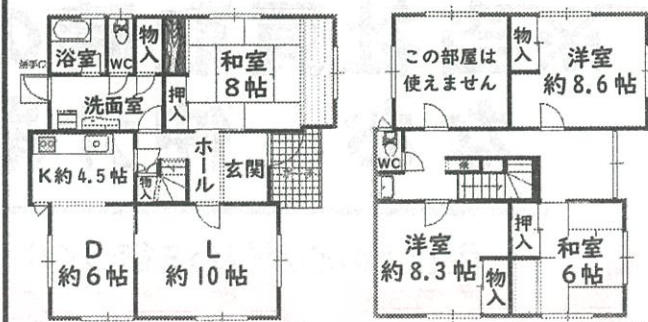 浴室
WC
物入
和室
8帖
勝手口
洗面室
押入
K約4.5帖
物入
ホール
玄関
D
約6帖
L
約10帖
この部屋は
使えません
物入
洋室
約8.6帖
WC
洋室
約8.3帖
物入
押入
和室
6帖